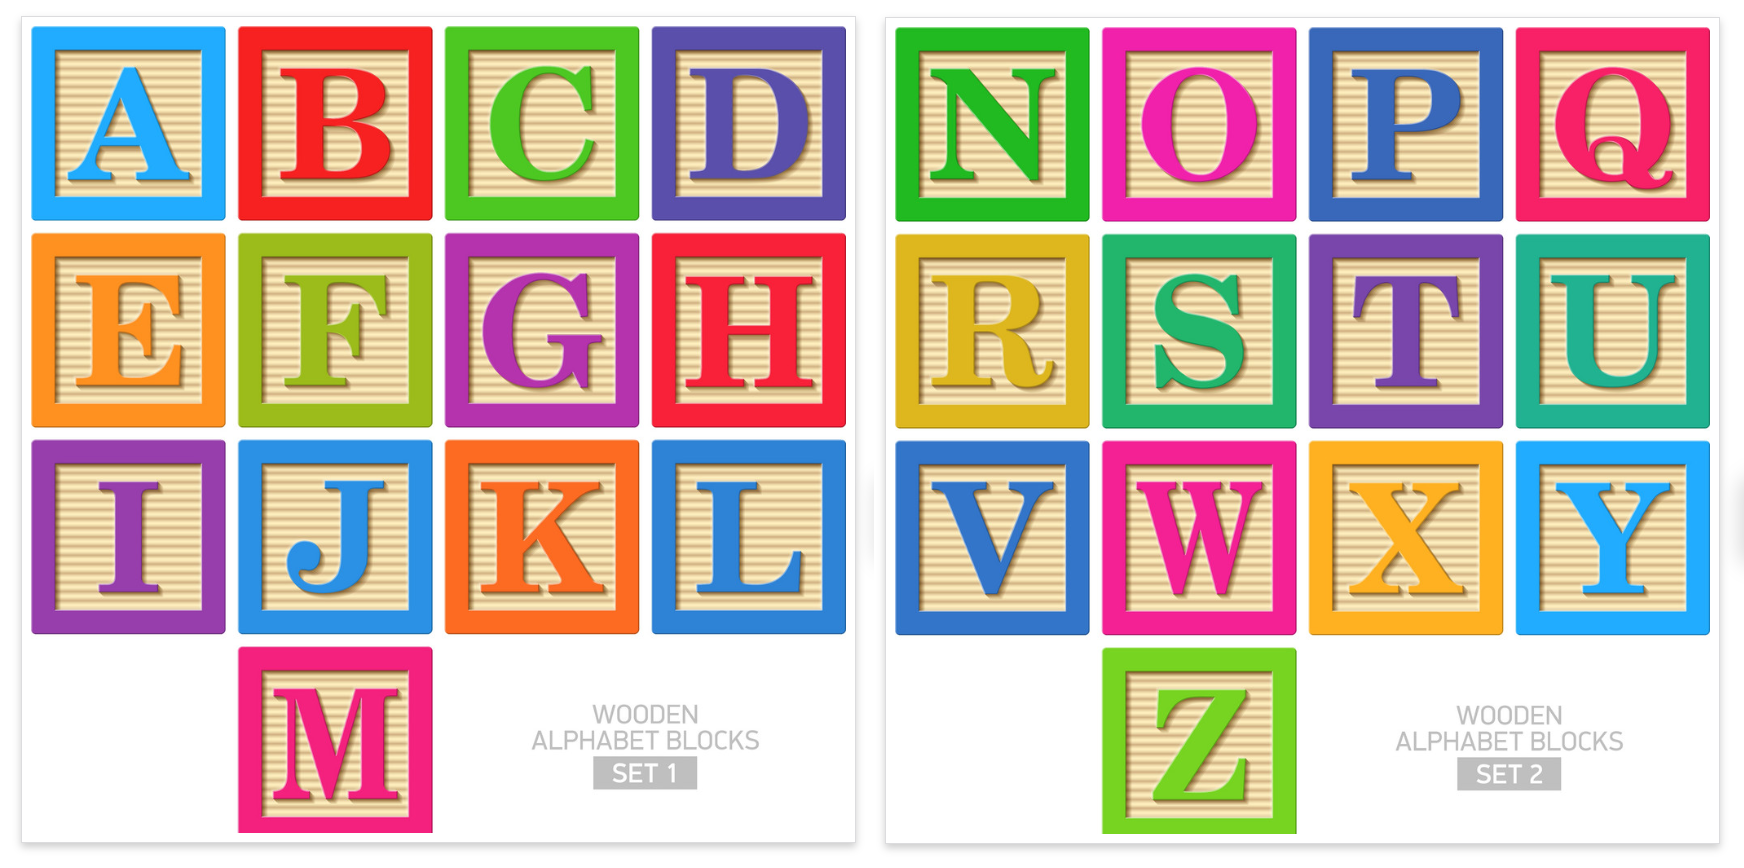 A B C D
E F G H
I J K L
M
WOODEN
ALPHABET BLOCKS
SET 1
N O P Q
R S T U
V W X Y
Z
WOODEN
ALPHABET BLOCKS
SET 2